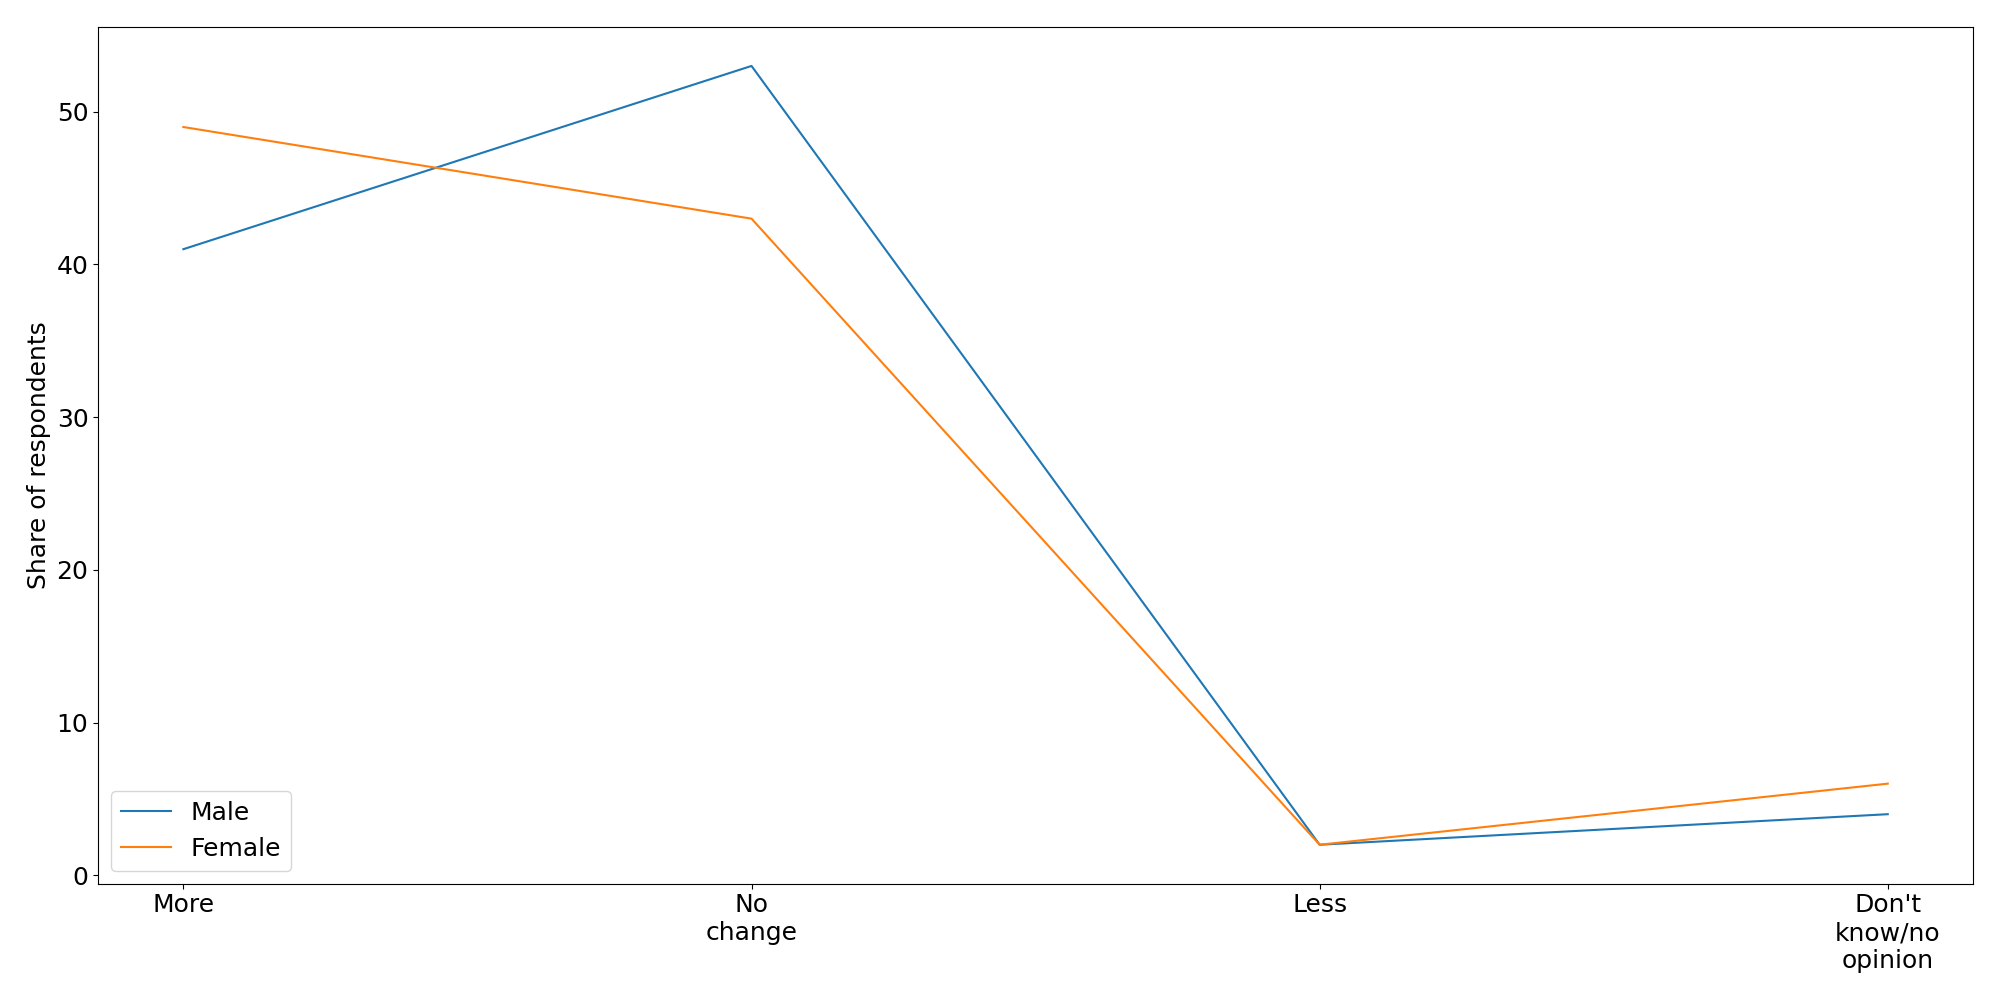 Share of respondents
50
40
30
20
10
0
Male
Female
More
No
change
Less
Don't
know/no
opinion